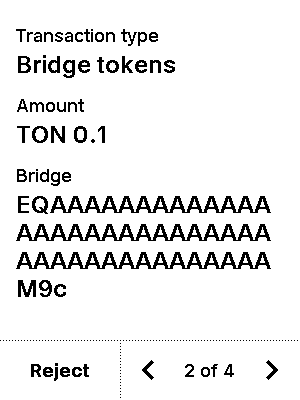 Transaction type
Bridge tokens
Amount
TON 0.1
Bridge
EQAAAAAAAAAAAAA
AAAAAAAAAAAAAAA
AAAAAAAAAAAAAAA
M9c
Reject 2 of 4